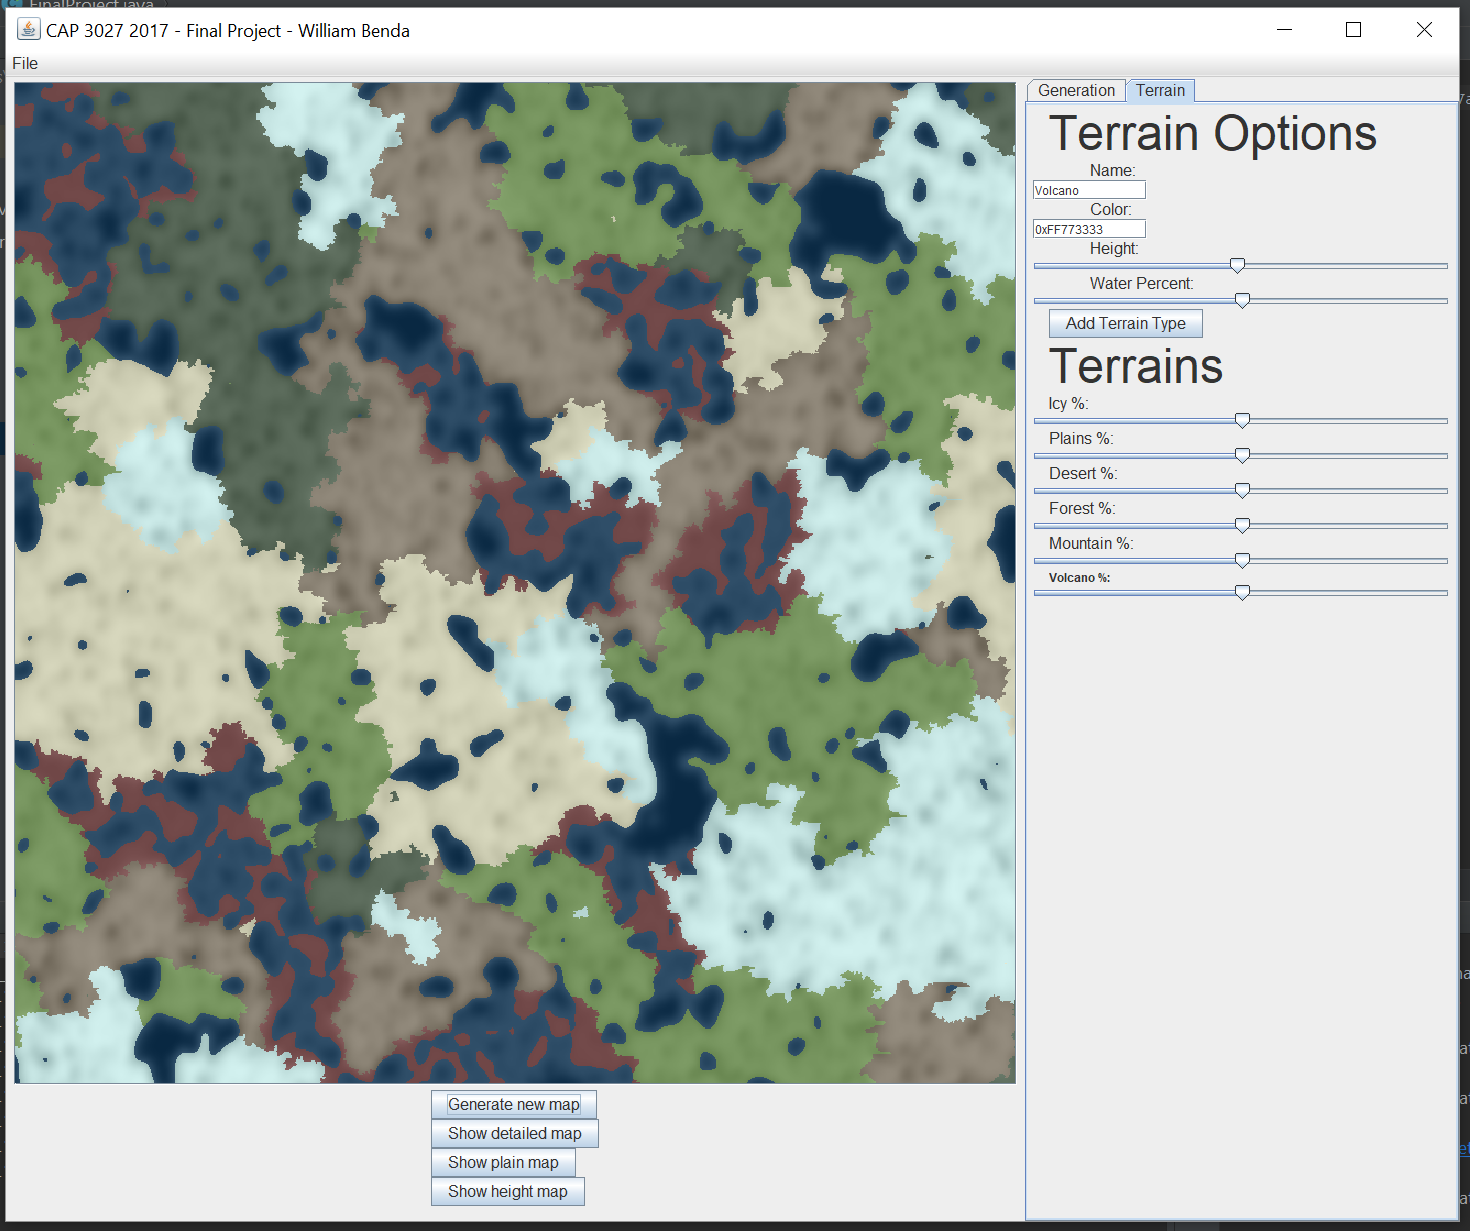 FinalProject.java
CAP 3027 2017 - Final Project - William Benda
File
Generation Terrain
Terrain Options
Name:
Volcano
Color:
0xFF773333
Height:
Water Percent:
Add Terrain Type
Terrains
Icy %:
Plains %:
Desert %:
Forest %:
Mountain %:
Volcano %:
Generate new map
Show detailed map
Show plain map
Show height map